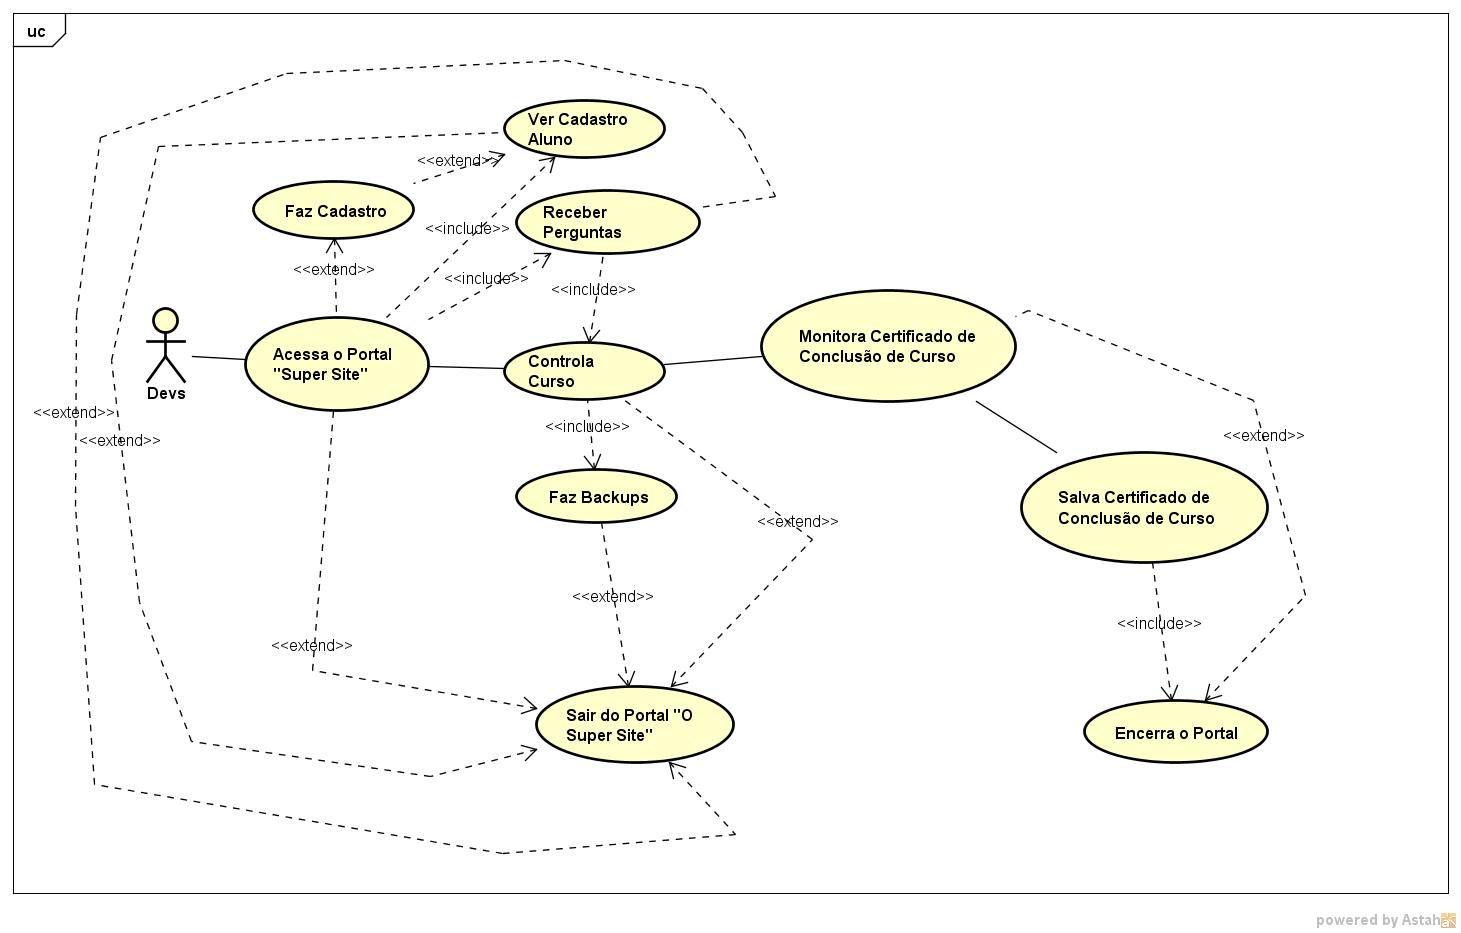 uc
Ver Cadastro
Aluno
<<extend>>
Faz Cadastro
Receber
Perguntas
<<include>>
<<extend>>
<<include>>
<<include>>
Devs
Acessa o Portal
"Super Site"
Controla
Curso
Monitora Certificado de
Conclusão de Curso
<<extend>>
<<extend>>
<<include>>
<<extend>>
Faz Backups
<<extend>>
Salva Certificado de
Conclusão de Curso
<<extend>>
<<include>>
<<extend>>
Sair do Portal "O
Super Site"
Encerra o Portal
powered by Astah